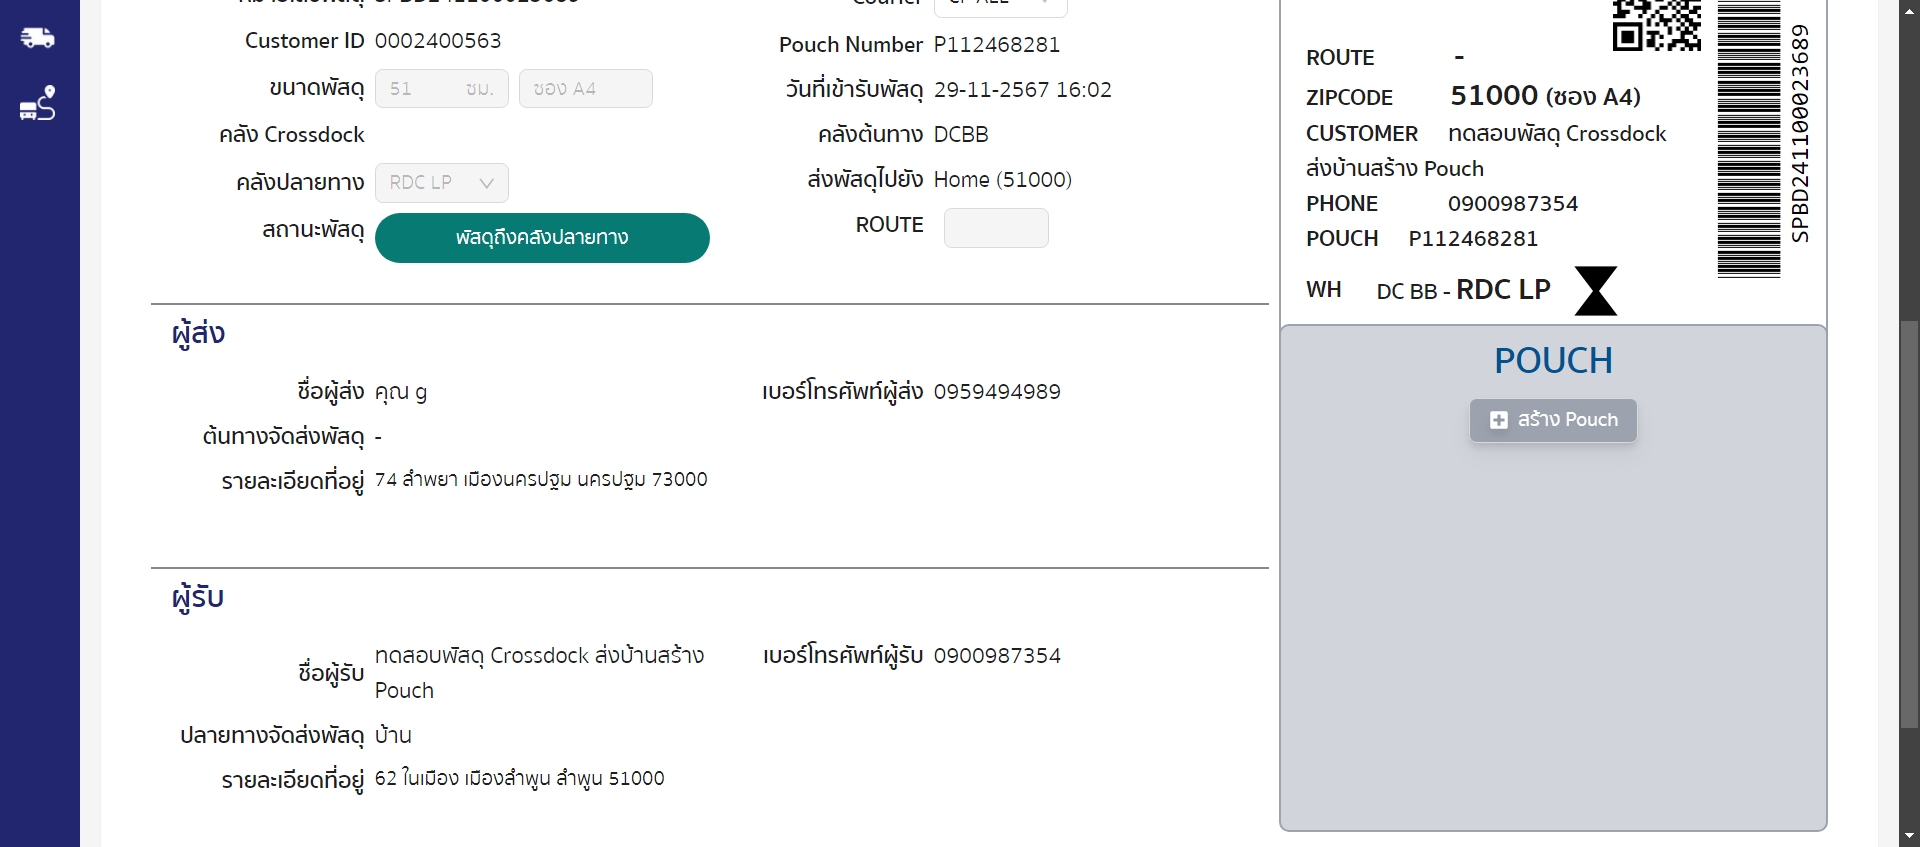 Customer ID 0002400563
Pouch Number P112468281
ขนาดพัสดุ 51 ซม. ซอง A4
วันที่เข้ารับพัสดุ 29-11-2567 16:02
คลัง Crossdock
คลังต้นทาง DCBB
คลังปลายทาง RDC LP
ส่งพัสดุไปยัง Home (51000)
สถานะพัสดุ พัสดุถึงคลังปลายทาง
ROUTE
ผู้ส่ง
ชื่อผู้ส่ง คุณ g
เบอร์โทรศัพท์ผู้ส่ง 0959494989
ต้นทางจัดส่งพัสดุ -
รายละเอียดที่อยู่ 74 ลำพยา เมืองนครปฐม นครปฐม 73000
ผู้รับ
ชื่อผู้รับ ทดสอบพัสดุ Crossdock ส่งบ้านสร้าง
Pouch
เบอร์โทรศัพท์ผู้รับ 0900987354
ปลายทางจัดส่งพัสดุ บ้าน
รายละเอียดที่อยู่ 62 ในเมือง เมืองลำพูน ลำพูน 51000
ROUTE -
ZIPCODE 51000 (ซอง A4)
CUSTOMER ทดสอบพัสดุ Crossdock
ส่งบ้านสร้าง Pouch
PHONE 0900987354
POUCH P112468281
WH DC BB - RDC LP
SPBD241100023689
POUCH
สร้าง Pouch